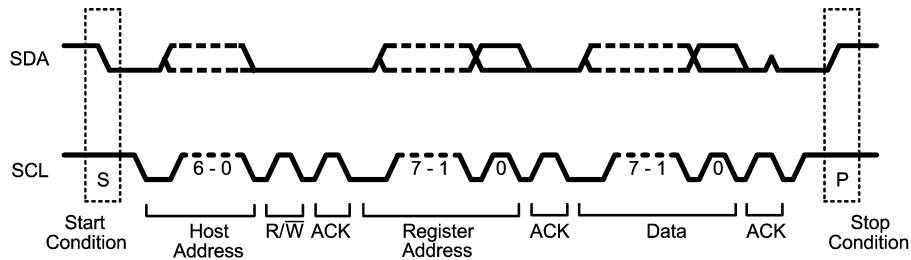 SDA
SCL
S
6 - 0
7 - 1
0
7 - 1
0
P
Start
Condition
Host
Address
R/W̅
ACK
Register
Address
ACK
Data
ACK
Stop
Condition